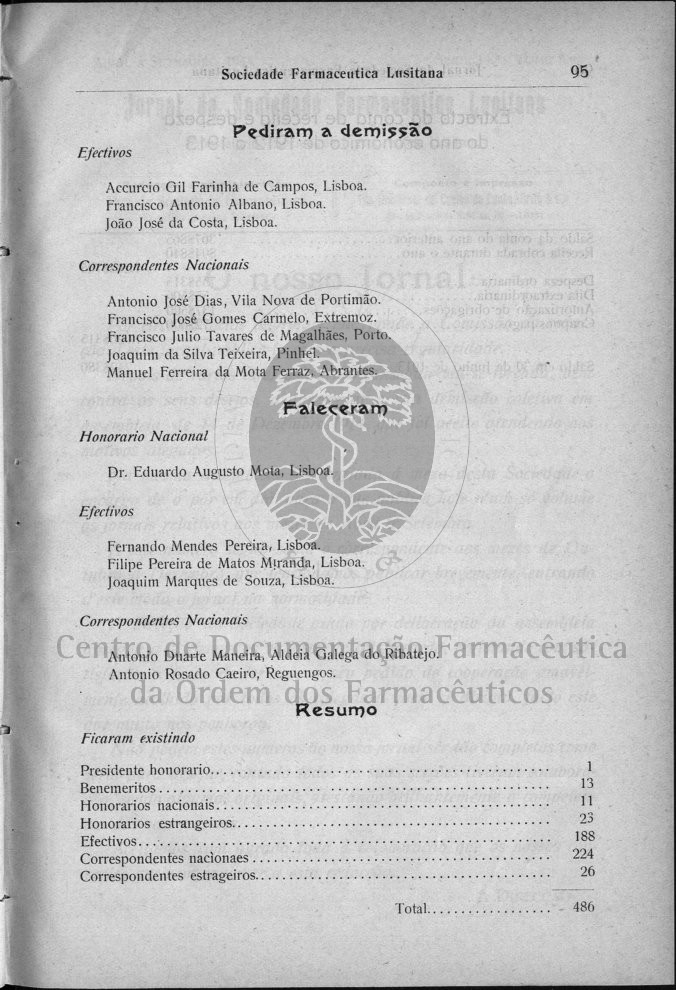 Sociedade Farmaceutica Lusitana 95
Pediram a demissão
Efectivos
Accurcio Gil Farinha de Campos, Lisboa.
Francisco Antonio Albano, Lisboa.
João José da Costa, Lisboa.
Correspondentes Nacionais
Antonio José Dias, Vila Nova de Portimão.
Francisco José Gomes Carmelo, Extremoz.
Francisco Julio Tavares de Magalhães, Porto.
Joaquim da Silva Teixeira, Pinhel.
Manuel Ferreira da Mota Ferraz, Abrantes.
Faleceram
Honorario Nacional
Dr. Eduardo Augusto Mota, Lisboa.
Efectivos
Fernando Mendes Pereira, Lisboa.
Filipe Pereira de Matos Miranda, Lisboa.
Joaquim Marques de Souza, Lisboa.
Correspondentes Nacionais
Centro de Documentação Farmacêutica
Antonio Duarte Maneira, Aldeia Galega do Ribatejo.
Antonio Rosado Caeiro, Reguengos.
da Ordem dos Farmacêuticos
Resumo
Ficaram existindo
Presidente honorario.......... 1
Benemeritos.......... 13
Honorarios nacionais.......... 11
Honorarios estrangeiros.......... 23
Efectivos.......... 188
Correspondentes nacionaes.......... 224
Correspondentes estrageiros.......... 26
Total.......... 486